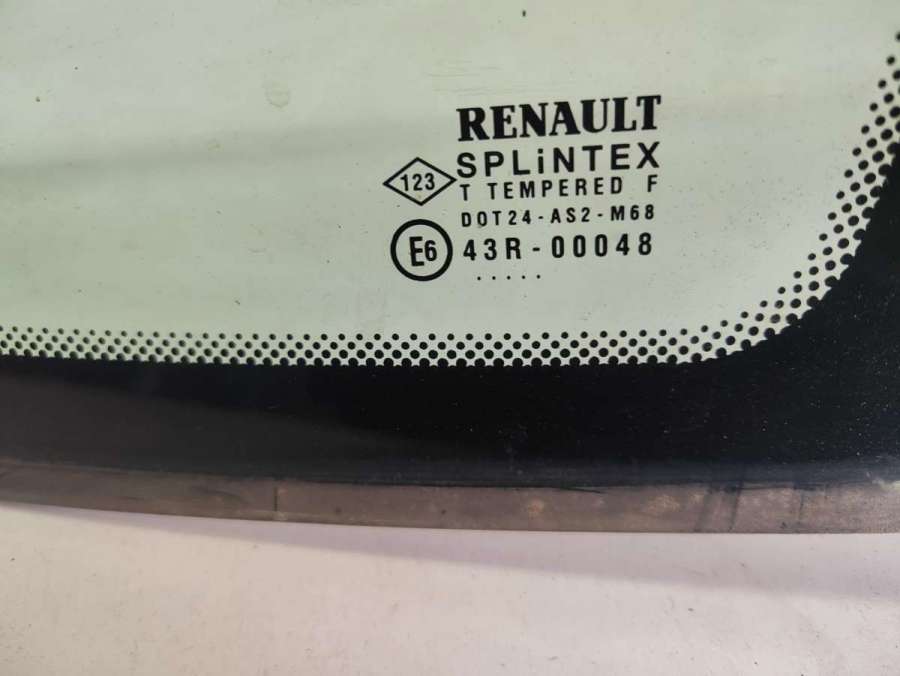 RENAULT
SPLiNTEX
123
T TEMPERED F
DOT24-AS2-M68
E6 43R-00048
.....